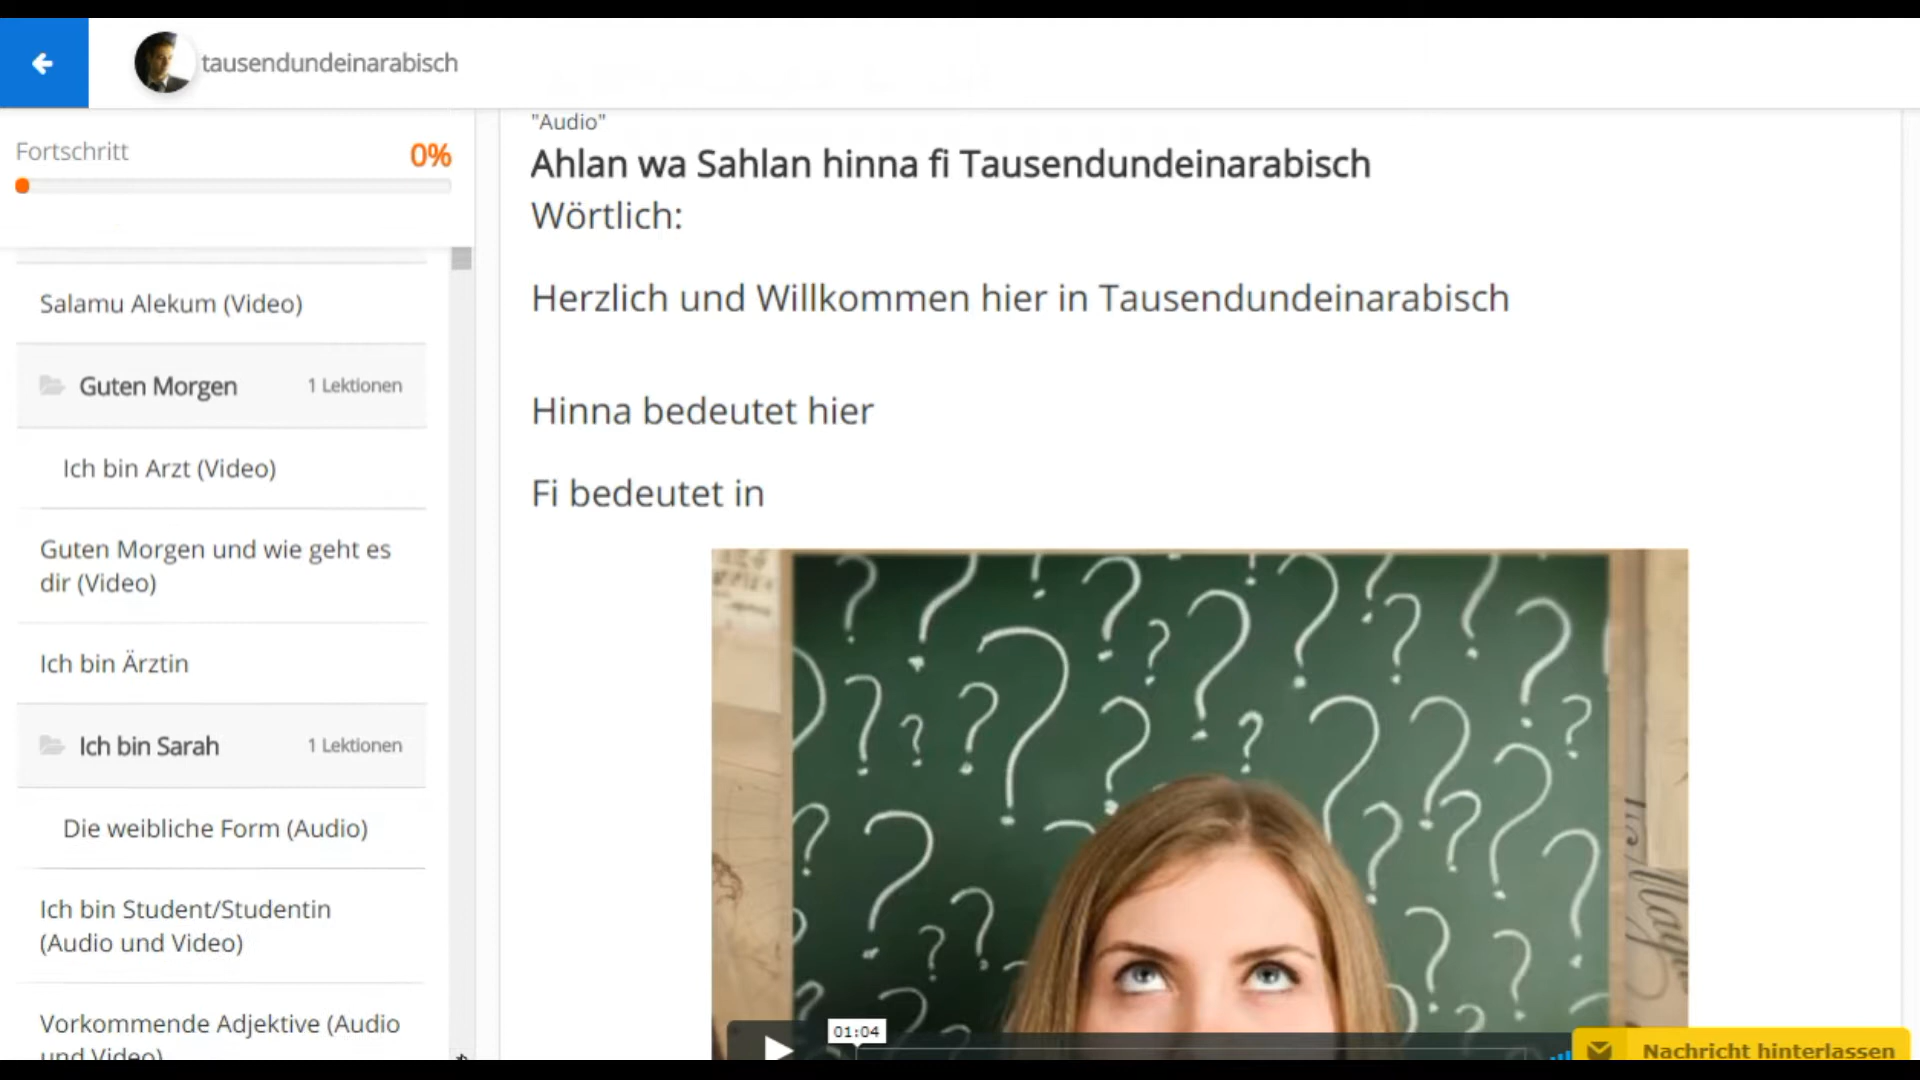 tausendundeinarabisch
Fortschritt
0%
Salamu Alekum (Video)
Guten Morgen
1 Lektionen
Ich bin Arzt (Video)
Guten Morgen und wie geht es
dir (Video)
Ich bin Ärztin
Ich bin Sarah
1 Lektionen
Die weibliche Form (Audio)
Ich bin Student/Studentin
(Audio und Video)
Vorkommende Adjektive (Audio
und Video)
"Audio"
Ahlan wa Sahlan hinna fi Tausendundeinarabisch
Wörtlich:
Herzlich und Willkommen hier in Tausendundeinarabisch
Hinna bedeutet hier
Fi bedeutet in
01:04
Nachricht hinterlassen